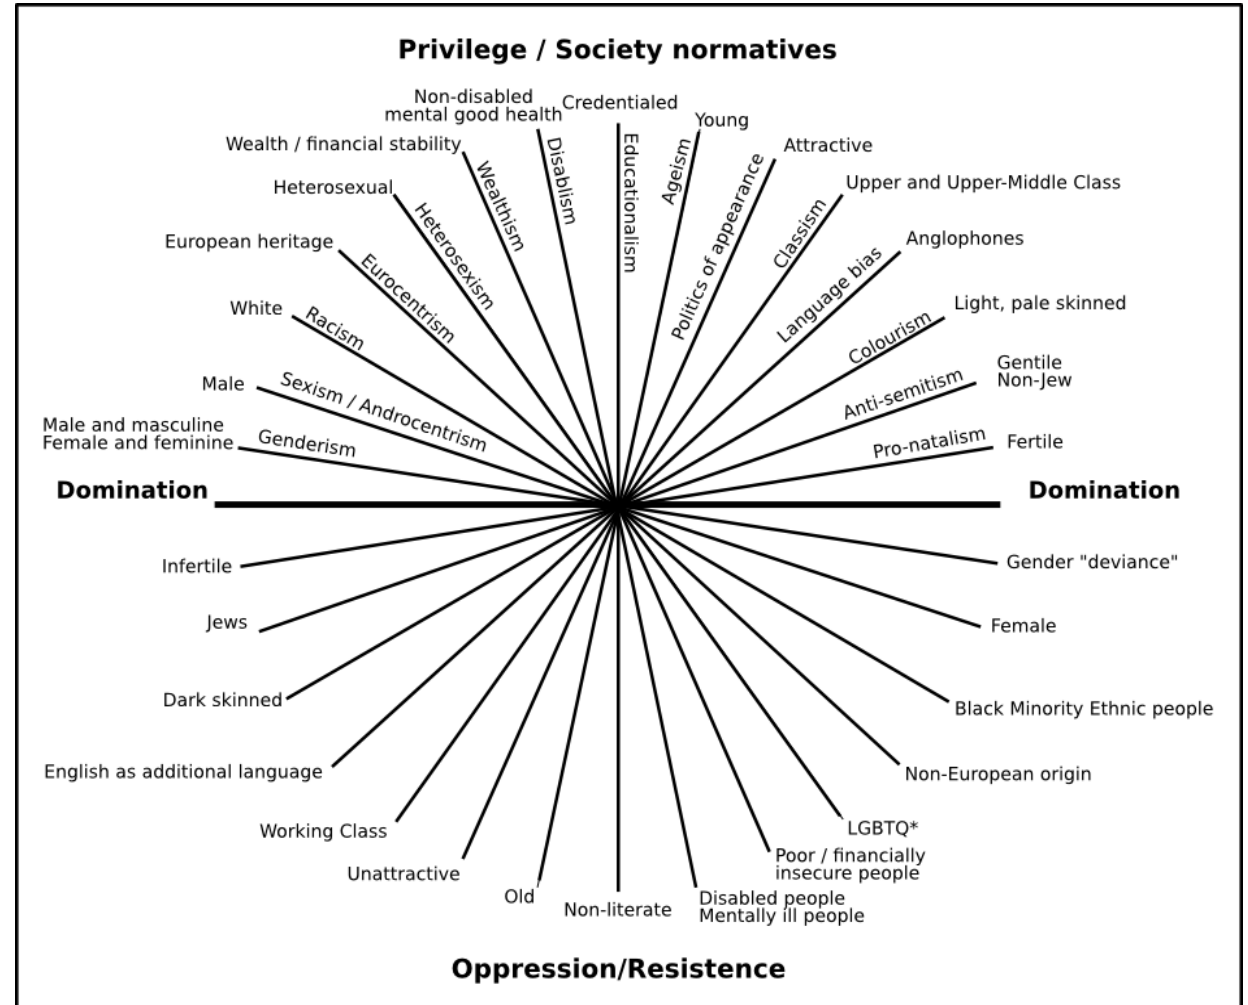 Privilege / Society normatives
Non-disabled
mental good health
Credentialed
Young
Wealth / financial stability
Attractive
Heterosexual
Upper and Upper-Middle Class
European heritage
Anglophones
White
Light, pale skinned
Male
Gentile
Non-Jew
Male and masculine
Female and feminine
Fertile
Genderism
Sexism / Androcentrism
Racism
Eurocentrism
Heterosexism
Wealthism
Disablism
Educationalism
Ageism
Politics of appearance
Classism
Language bias
Colourism
Anti-semitism
Pro-natalism
Domination
Domination
Infertile
Gender "deviance"
Jews
Female
Dark skinned
Black Minority Ethnic people
English as additional language
Non-European origin
Working Class
LGBTQ*
Unattractive
Poor / financially
insecure people
Old
Non-literate
Disabled people
Mentally ill people
Oppression/Resistence